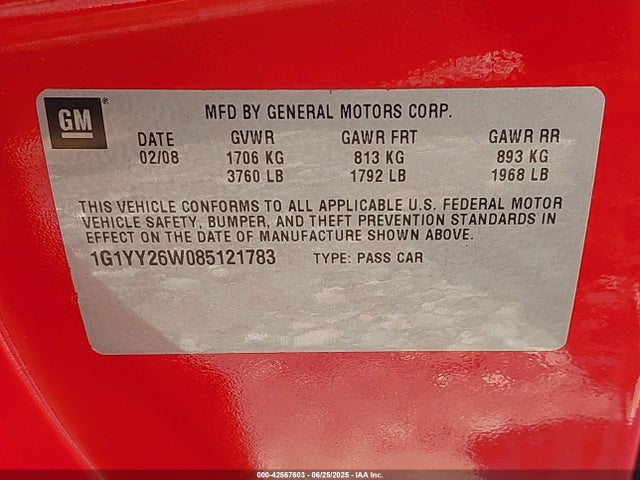 GM
MFD BY GENERAL MOTORS CORP.
DATE GVWR GAWR FRT GAWR RR
02/08 1706 KG 813 KG 893 KG
3760 LB 1792 LB 1968 LB
THIS VEHICLE CONFORMS TO ALL APPLICABLE U.S. FEDERAL MOTOR
VEHICLE SAFETY, BUMPER, AND THEFT PREVENTION STANDARDS IN
EFFECT ON THE DATE OF MANUFACTURE SHOWN ABOVE.
1G1YY26W085121783 TYPE: PASS CAR
000-42567603 - 06/25/2025 - IAA Inc.